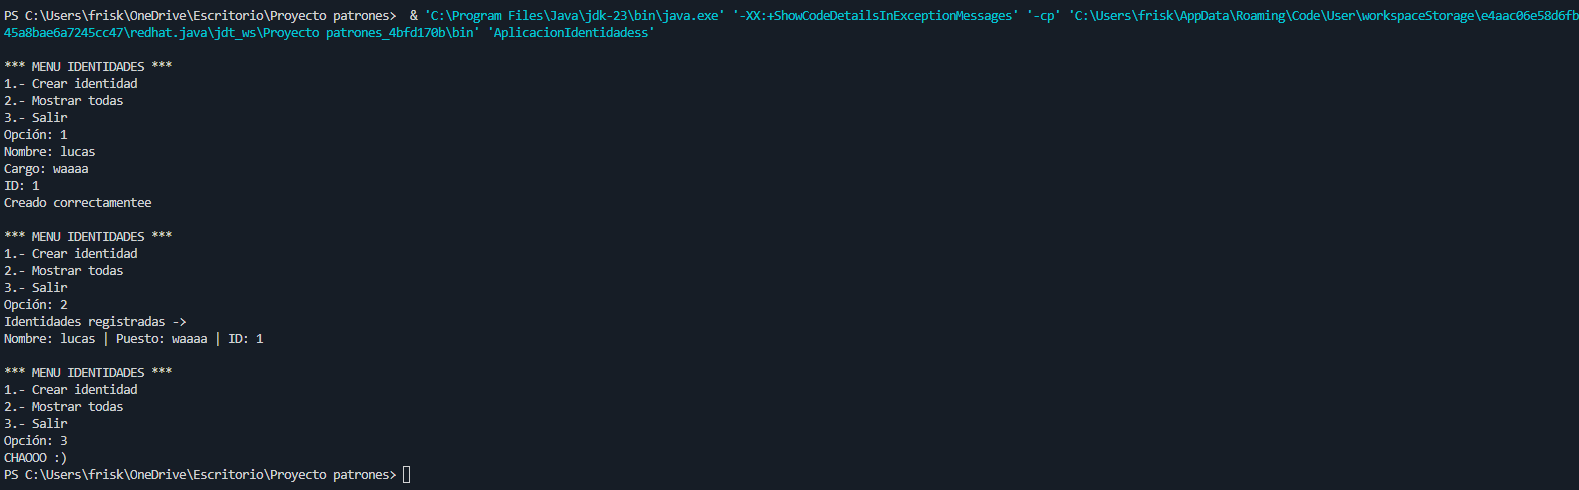 PS C:\Users\frisk\OneDrive\Escritorio\Proyecto patrones>  & 'C:\Program Files\Java\jdk-23\bin\java.exe' '-XX:+ShowCodeDetailsInExceptionMessages' '-cp' 'C:\Users\frisk\AppData\Roaming\Code\User\workspaceStorage\e4aac06e58d6fb
45a8bae6a7245cc47\redhat.java\jdt_ws\Proyecto patrones_4bfd170b\bin' 'AplicacionIdentidadess'
*** MENU IDENTIDADES ***
1.- Crear identidad
2.- Mostrar todas
3.- Salir
Opción: 1
Nombre: lucas
Cargo: waaaa
ID: 1
Creado correctamentee
*** MENU IDENTIDADES ***
1.- Crear identidad
2.- Mostrar todas
3.- Salir
Opción: 2
Identidades registradas ->
Nombre: lucas | Puesto: waaaa | ID: 1
*** MENU IDENTIDADES ***
1.- Crear identidad
2.- Mostrar todas
3.- Salir
Opción: 3
CHAOOO :)
PS C:\Users\frisk\OneDrive\Escritorio\Proyecto patrones>